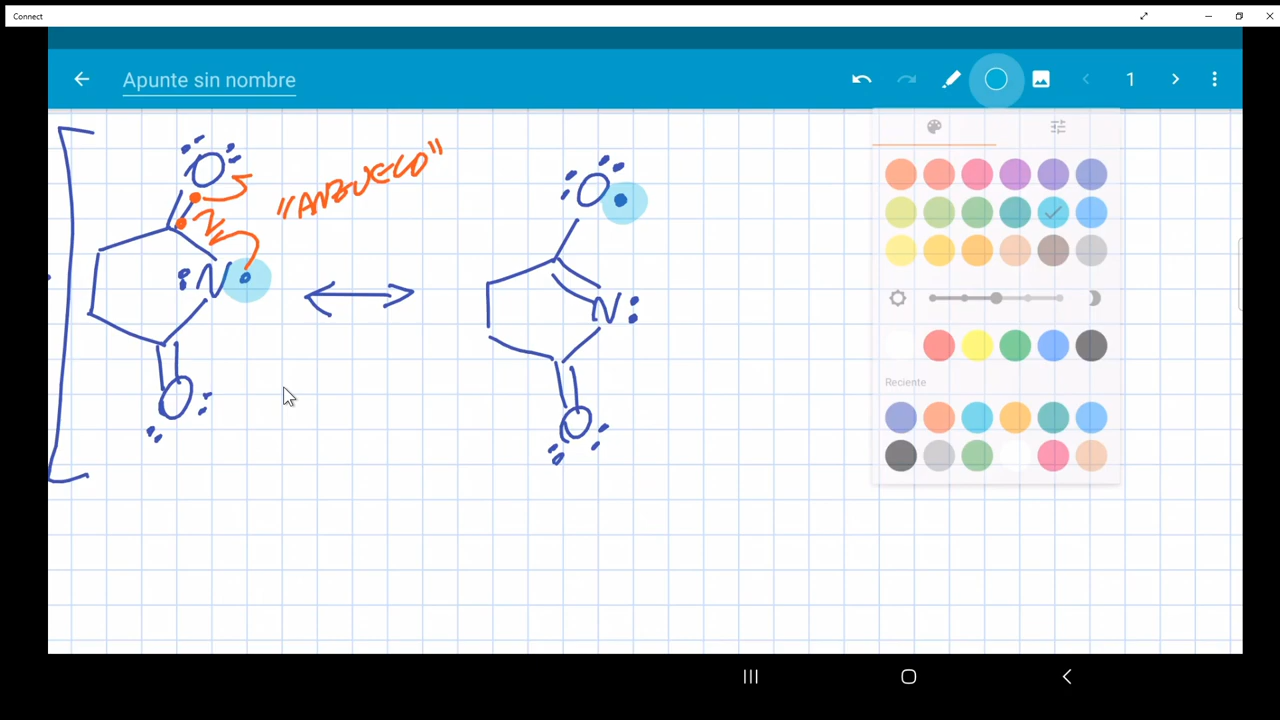 Connect
Apunte sin nombre
1
"ANZUELO"
O
O
N
N
O
O
Reciente